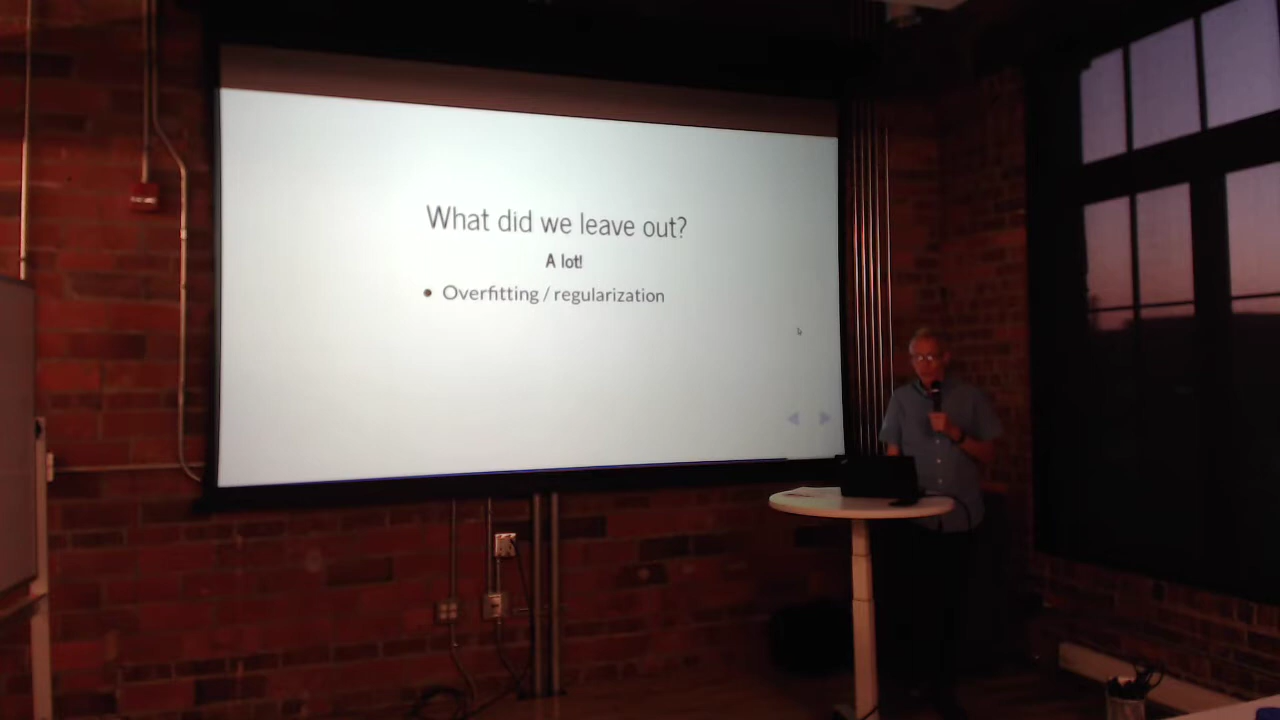 What did we leave out?
A lot!
• Overfitting / regularization